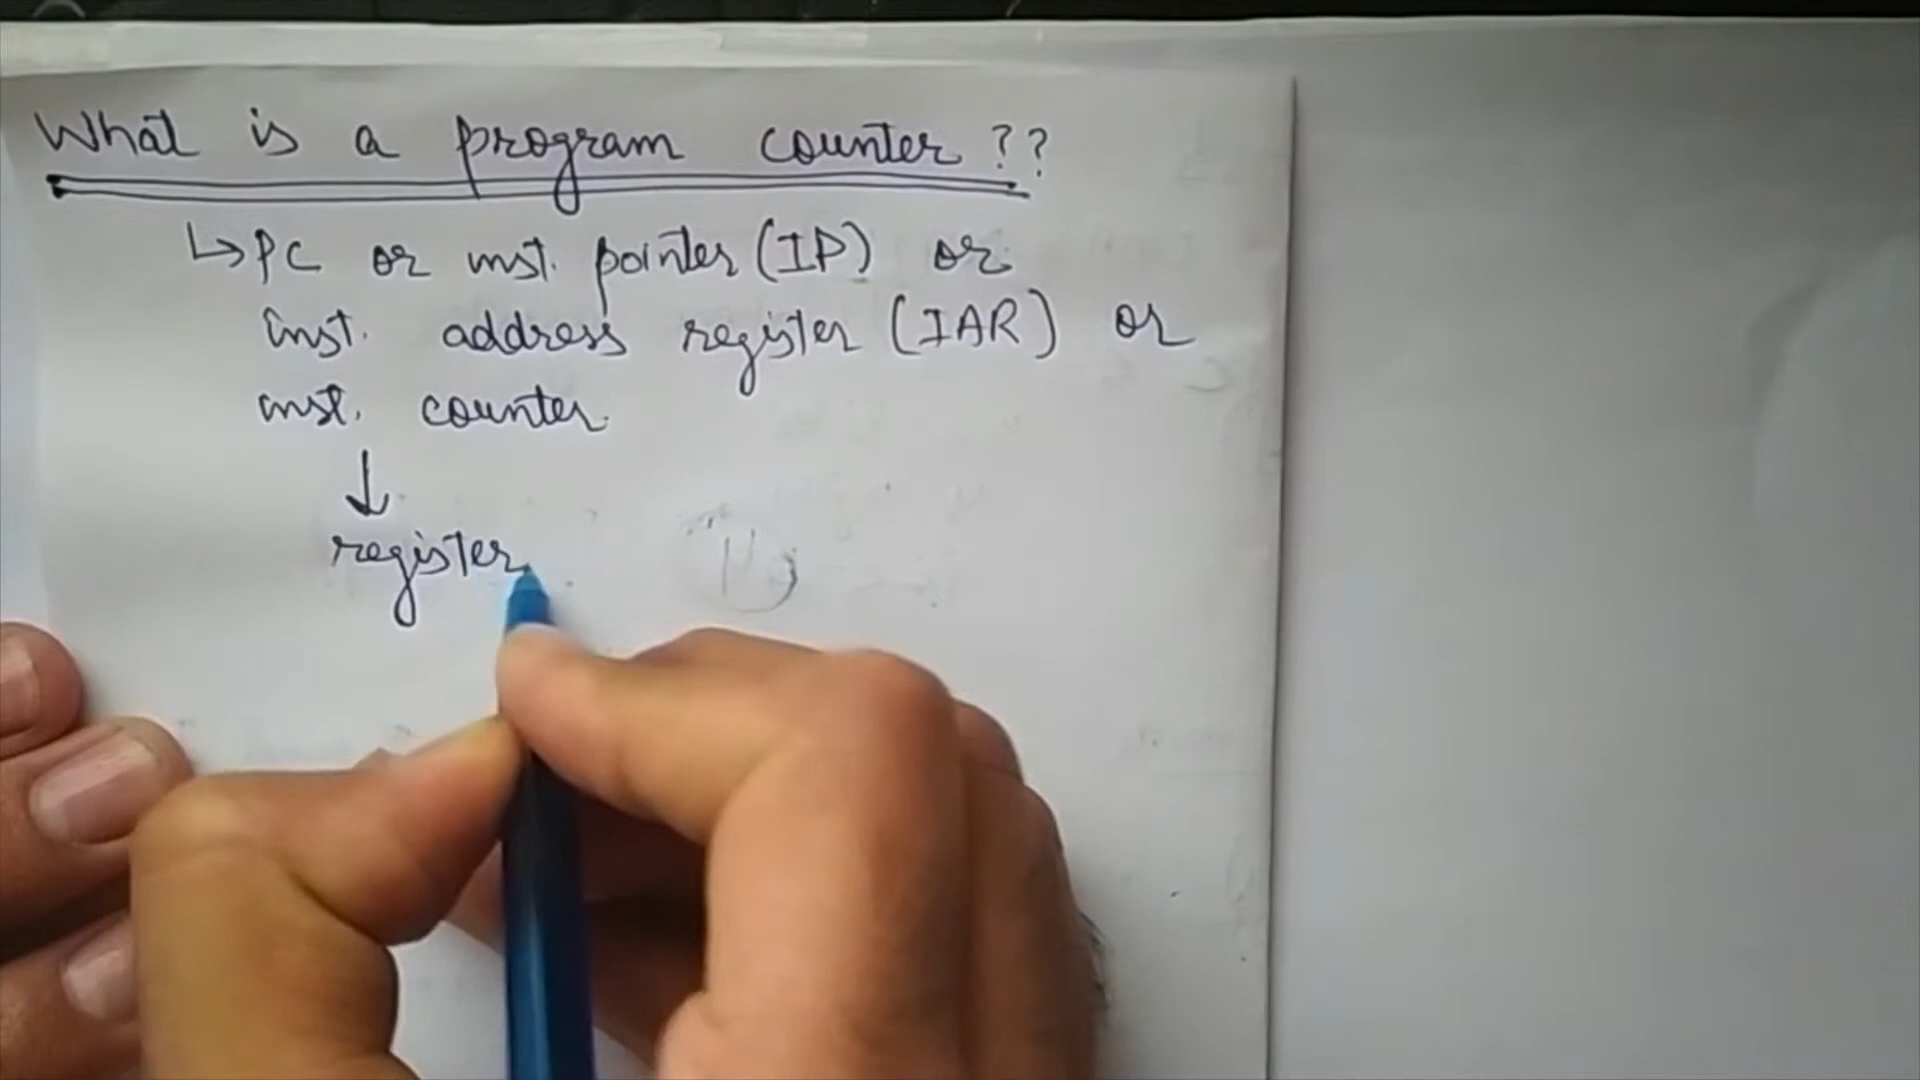 What is a program counter ??
↳ PC or inst. pointer (IP) or
inst. address register (IAR) or
inst. counter.
↓
register